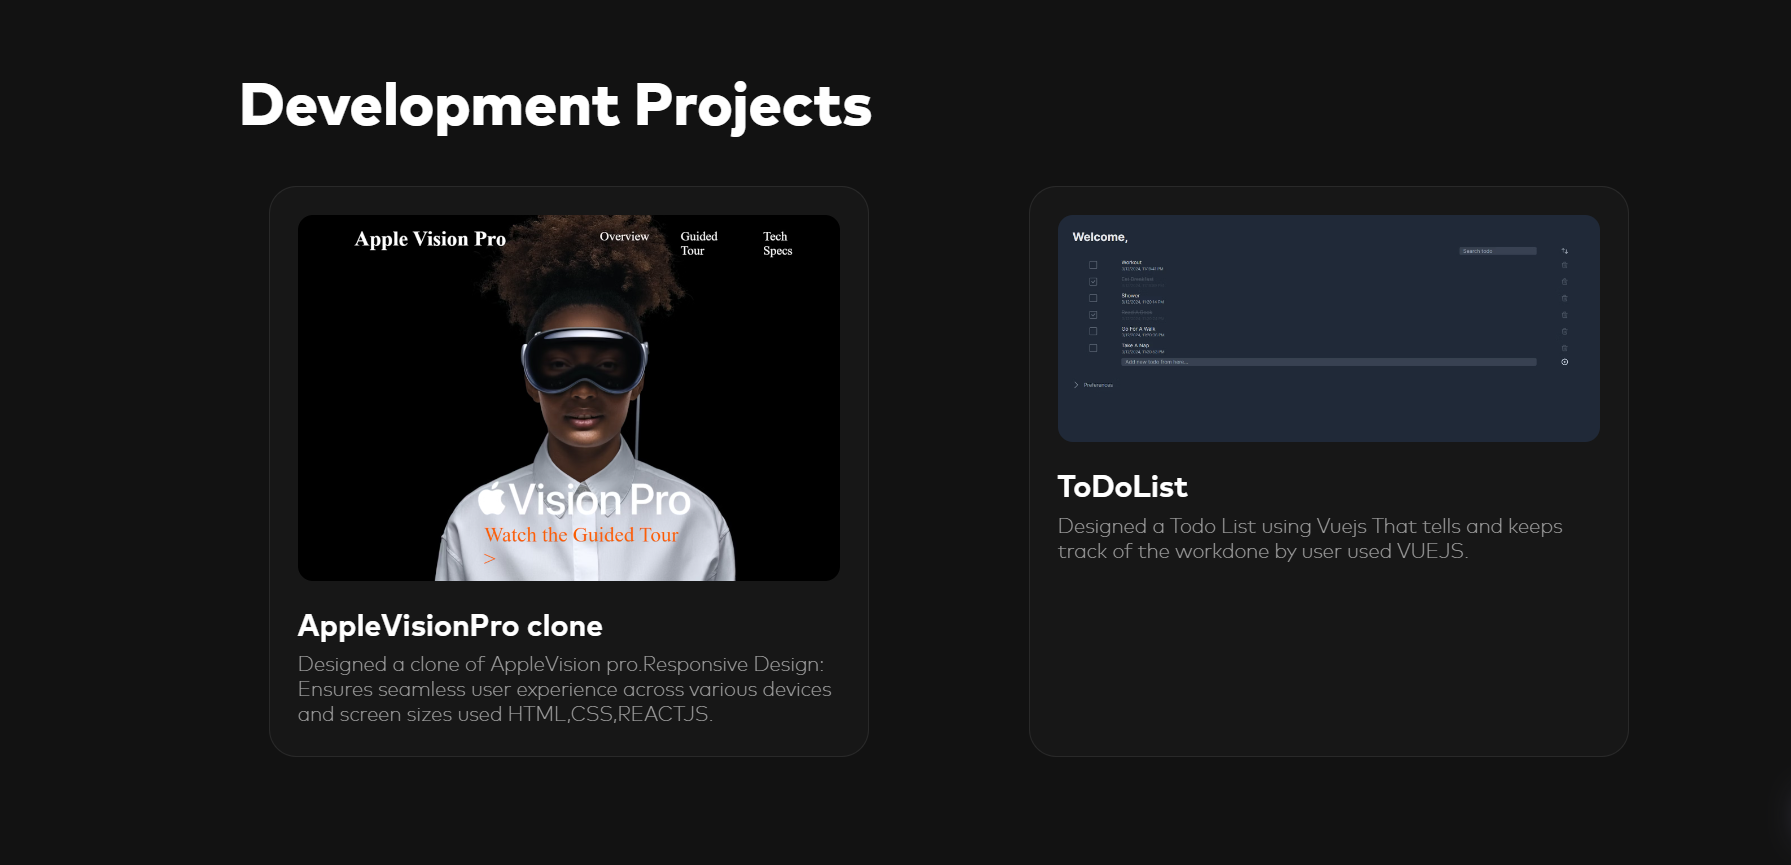 Development Projects
Apple Vision Pro
Overview
Guided
Tour
Tech
Specs
Vision Pro
Watch the Guided Tour
>
AppleVisionPro clone
Designed a clone of AppleVision pro.Responsive Design:
Ensures seamless user experience across various devices
and screen sizes used HTML,CSS,REACTJS.
Welcome,
Search todo
Workout
Shower
Go For A Walk
Take A Nap
Add new todo from here...
Preferences
ToDoList
Designed a Todo List using Vuejs That tells and keeps
track of the workdone by user used VUEJS.